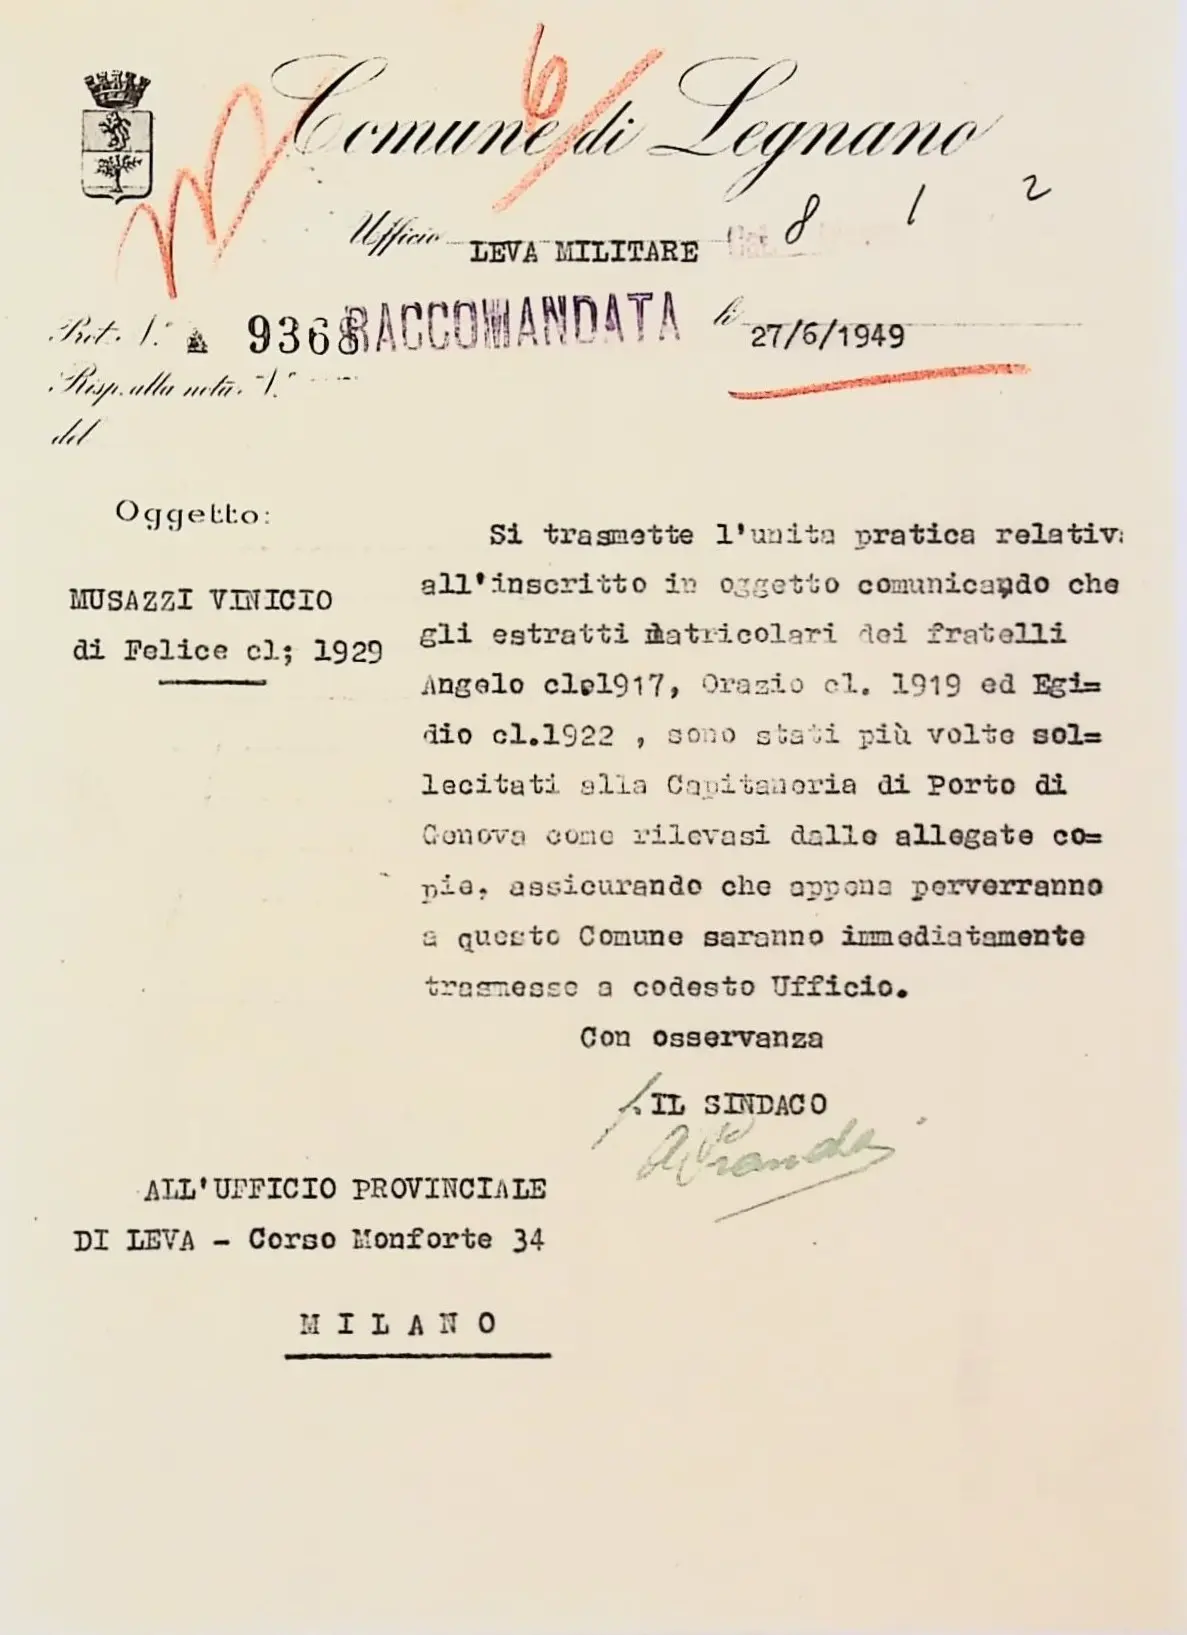 6
Comune di Legnano
Ufficio LEVA MILITARE Cat. 8 1 2
Prot. N. 9368 RACCOMANDATA li 27/6/1949
Risp. alla nota N.
del
Oggetto:
MUSAZZI VINICIO
di Felice cl; 1929
Si trasmette l'unita pratica relativa
all'inscritto in oggetto comunicando che
gli estratti matricolari dei fratelli
Angelo cl.1917, Orazio cl. 1919 ed Egi=
dio cl.1922 , sono stati più volte sol=
lecitati alla Capitaneria di Porto di
Genova come rilevasi dalle allegate co=
pie, assicurando che appena perverranno
a questo Comune saranno immediatamente
trasmesse a codesto Ufficio.
Con osservanza
IL SINDACO
ALL'UFFICIO PROVINCIALE
DI LEVA - Corso Monforte 34
MILANO